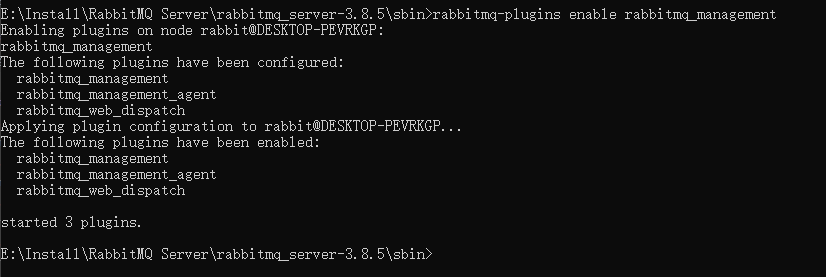 E:\Install\RabbitMQ Server\rabbitmq_server-3.8.5\sbin>rabbitmq-plugins enable rabbitmq_management
Enabling plugins on node rabbit@DESKTOP-PEVRKGP:
rabbitmq_management
The following plugins have been configured:
  rabbitmq_management
  rabbitmq_management_agent
  rabbitmq_web_dispatch
Applying plugin configuration to rabbit@DESKTOP-PEVRKGP...
The following plugins have been enabled:
  rabbitmq_management
  rabbitmq_management_agent
  rabbitmq_web_dispatch

started 3 plugins.

E:\Install\RabbitMQ Server\rabbitmq_server-3.8.5\sbin>